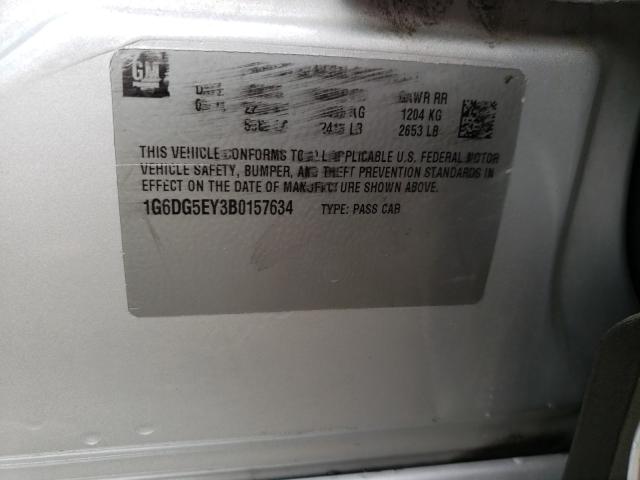 GM
GAWR RR
1204 KG
2653 LB
THIS VEHICLE CONFORMS TO ALL APPLICABLE U.S. FEDERAL MOTOR
VEHICLE SAFETY, BUMPER, AND THEFT PREVENTION STANDARDS IN
EFFECT ON THE DATE OF MANUFACTURE SHOWN ABOVE.
1G6DG5EY3B0157634 TYPE: PASS CAR